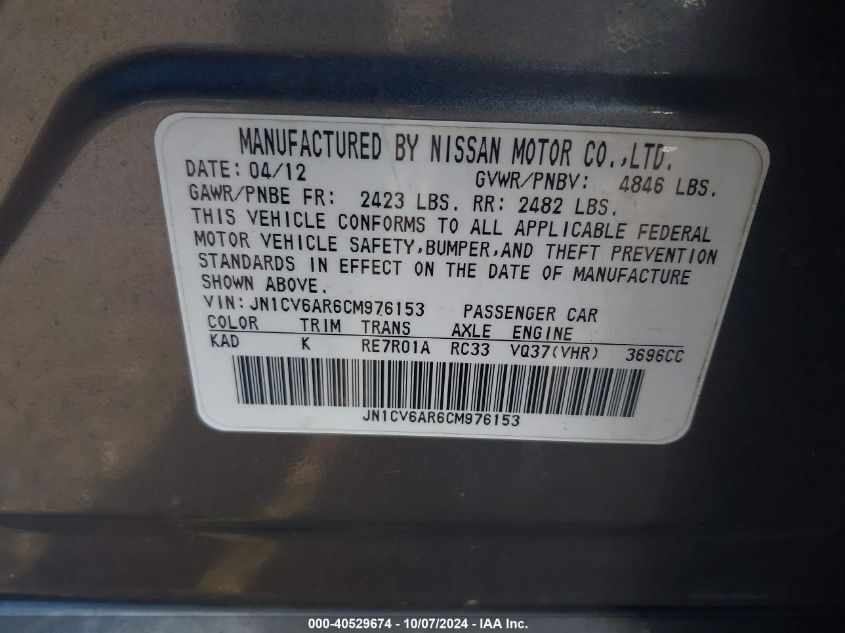 MANUFACTURED BY NISSAN MOTOR CO.,LTD.
DATE: 04/12 GVWR/PNBV: 4846 LBS.
GAWR/PNBE FR: 2423 LBS. RR: 2482 LBS.
THIS VEHICLE CONFORMS TO ALL APPLICABLE FEDERAL
MOTOR VEHICLE SAFETY,BUMPER,AND THEFT PREVENTION
STANDARDS IN EFFECT ON THE DATE OF MANUFACTURE
SHOWN ABOVE.
VIN:JN1CV6AR6CM976153 PASSENGER CAR
COLOR TRIM TRANS AXLE ENGINE
KAD K RE7R01A RC33 VQ37(VHR) 3696CC
JN1CV6AR6CM976153
000-40529674 - 10/07/2024 - IAA Inc.